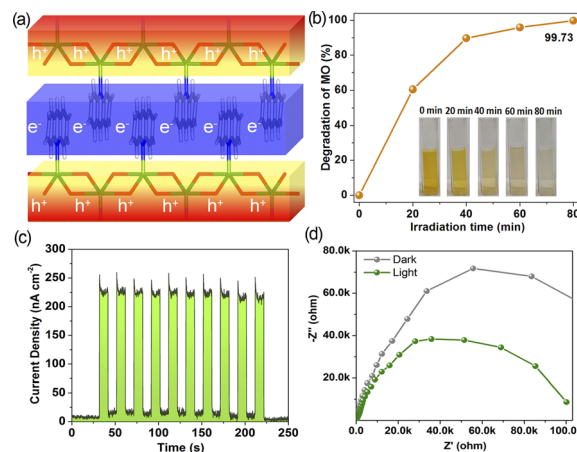 (a)
h+ h+ h+ h+ h+ h+
e- e- e- e- e- e-
h+ h+ h+ h+ h+ h+
(b)
Degradation of MO (%)
100
80
60
40
20
0
99.73
0 min 20 min 40 min 60 min 80 min
0 20 40 60 80
Irradiation time (min)
(c)
Current Density (nA cm-2)
300
250
200
150
100
50
0
0 50 100 150 200 250
Time (s)
(d)
Dark
Light
-Z'' (ohm)
80.0k
60.0k
40.0k
20.0k
0.0
0.0 20.0k 40.0k 60.0k 80.0k 100.0k
Z' (ohm)